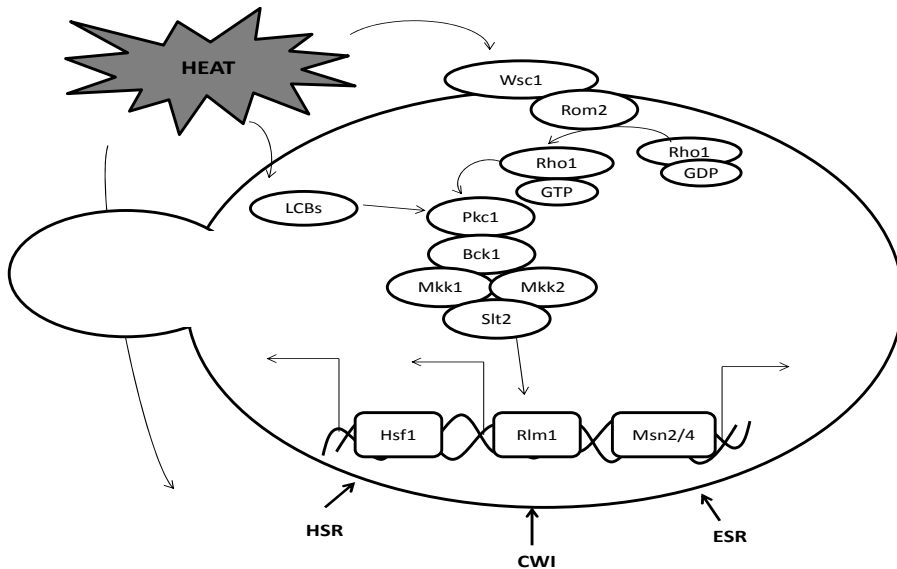 HEAT
Wsc1
Rom2
Rho1
GTP
Rho1
GDP
LCBs
Pkc1
Bck1
Mkk1
Mkk2
Slt2
Hsf1
Rlm1
Msn2/4
HSR
CWI
ESR